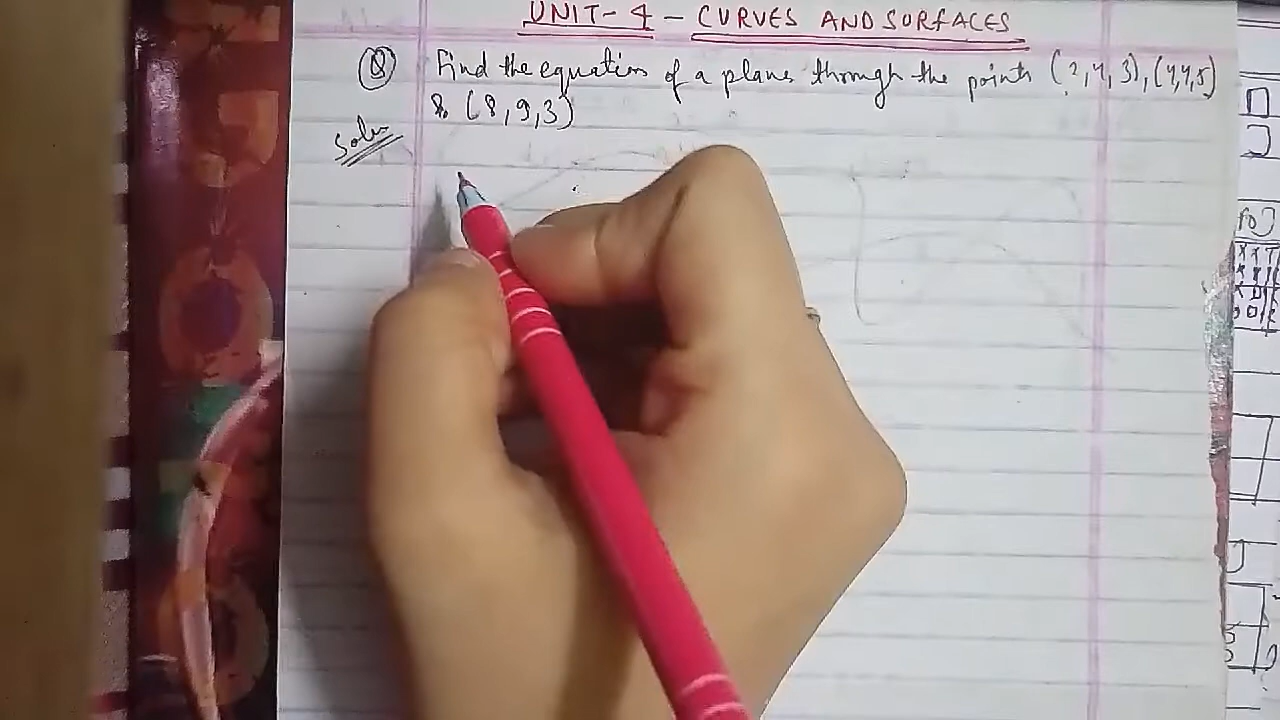 UNIT-4 - CURVES AND SURFACES
Q Find the equation of a plane through the points (2,4,3), (4,4,5)
& (8,9,3)
Soln